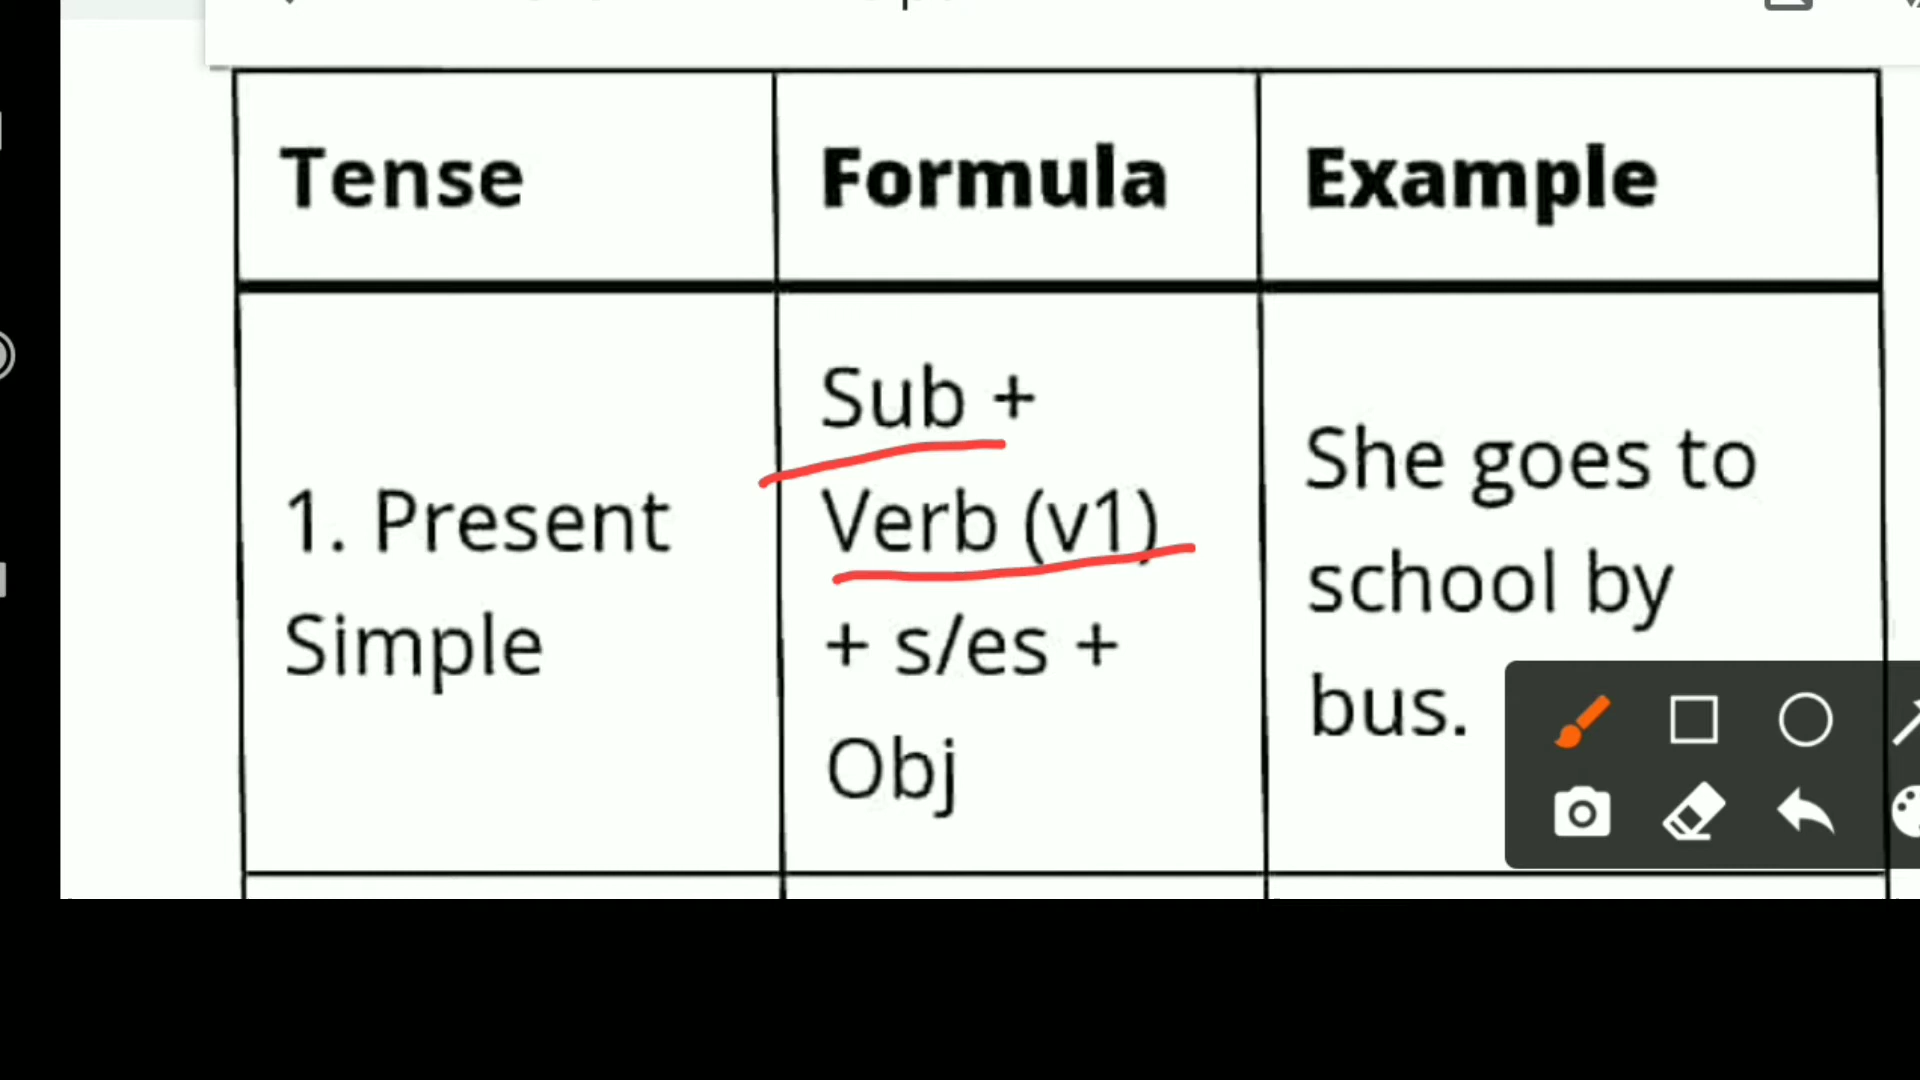 Tense
Formula
Example
1. Present
Simple
Sub +
Verb (v1)
+ s/es +
Obj
She goes to
school by
bus.